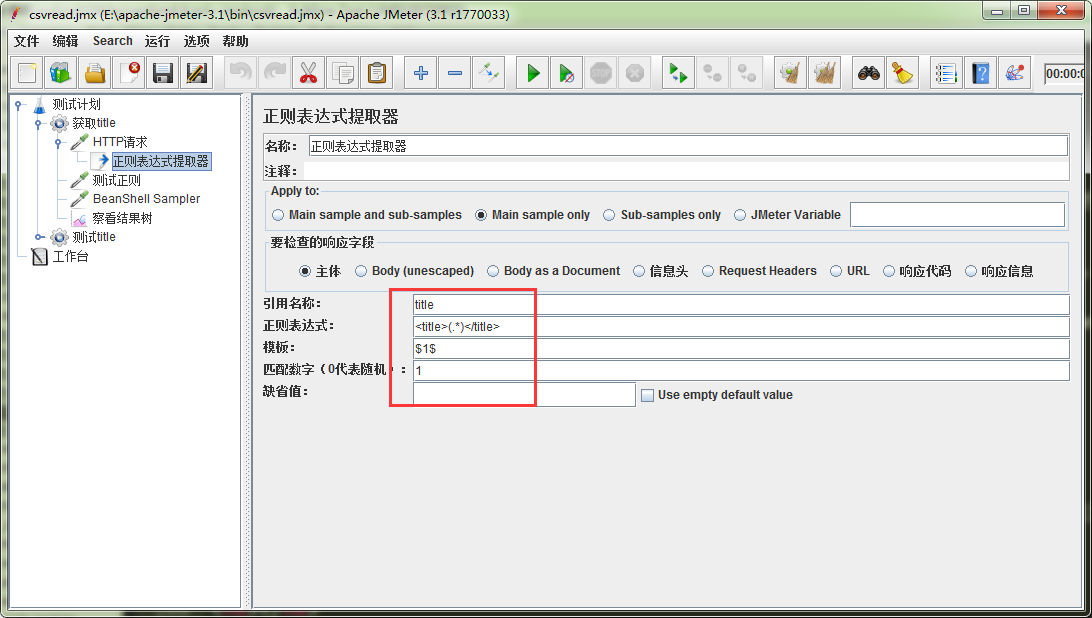 csvread.jmx (E:\apache-jmeter-3.1\bin\csvread.jmx) - Apache JMeter (3.1 r1770033)
文件 编辑 Search 运行 选项 帮助
STOP
00:00:0
测试计划
获取title
HTTP请求
正则表达式提取器
测试正则
BeanShell Sampler
察看结果树
测试title
工作台
正则表达式提取器
名称: 正则表达式提取器
注释:
Apply to:
Main sample and sub-samples Main sample only Sub-samples only JMeter Variable
要检查的响应字段
主体 Body (unescaped) Body as a Document 信息头 Request Headers URL 响应代码 响应信息
引用名称: title
正则表达式: <title>(.*)</title>
模板: $1$
匹配数字（0代表随机）: 1
缺省值: Use empty default value